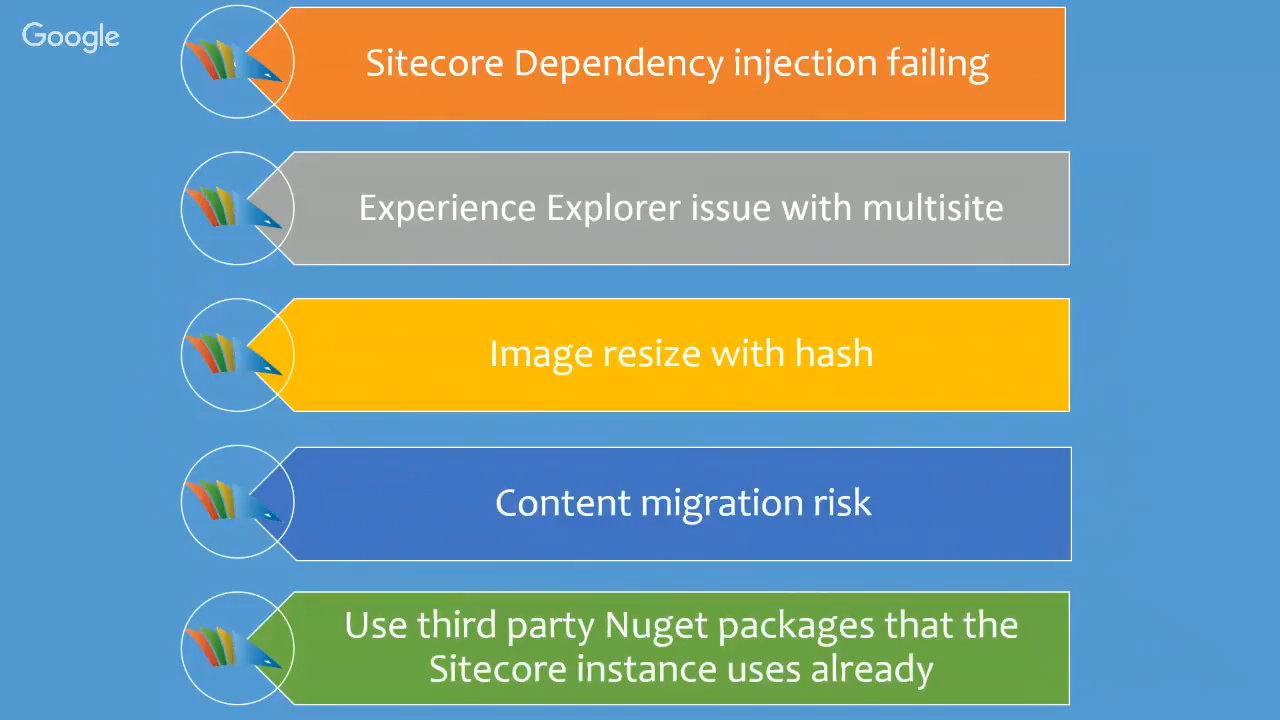 Google
Sitecore Dependency injection failing
Experience Explorer issue with multisite
Image resize with hash
Content migration risk
Use third party Nuget packages that the
Sitecore instance uses already